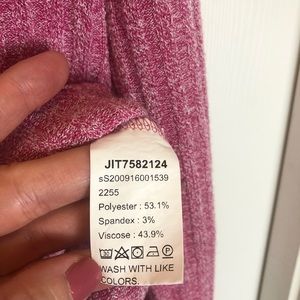 JIT7582124
sS200916001539
2255
Polyester : 53.1%
Spandex : 3%
Viscose : 43.9%
WASH WITH LIKE
COLORS.